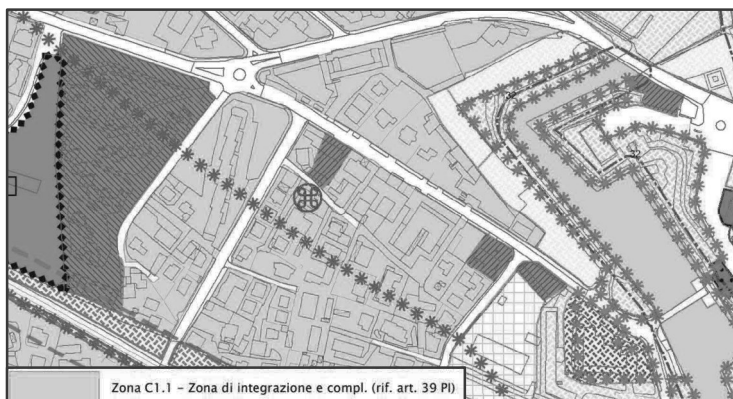 Zona C1.1 – Zona di integrazione e compl. (rif. art. 39 PI)